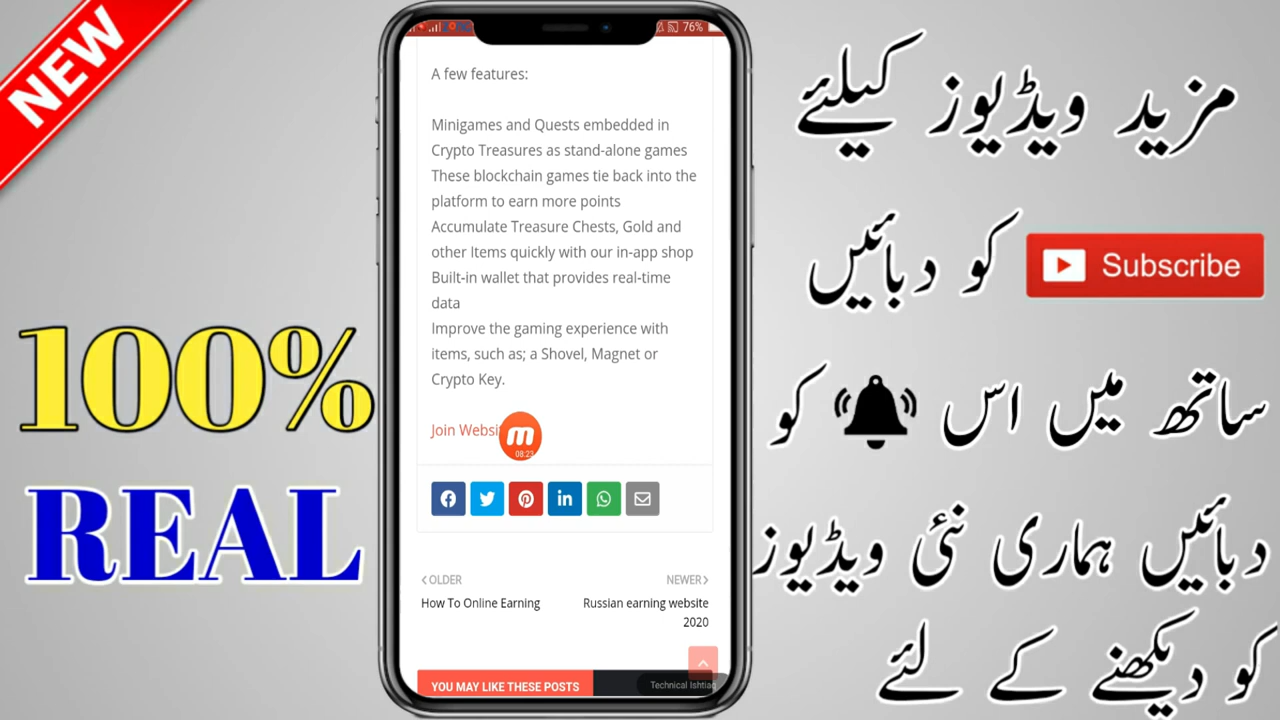 NEW
100%
REAL
76%
A few features:
Minigames and Quests embedded in
Crypto Treasures as stand-alone games
These blockchain games tie back into the
platform to earn more points
Accumulate Treasure Chests, Gold and
other Items quickly with our in-app shop
Built-in wallet that provides real-time
data
Improve the gaming experience with
items, such as; a Shovel, Magnet or
Crypto Key.
Join Websi
08:23
OLDER
How To Online Earning
NEWER
Russian earning website
2020
YOU MAY LIKE THESE POSTS
Technical Ishtiaq
مزید ویڈیوز کیلئے
Subscribe کو دبائیں
ساتھ میں اس کو
دبائیں ہماری نئی ویڈیوز
کو دیکھنے کے لئے